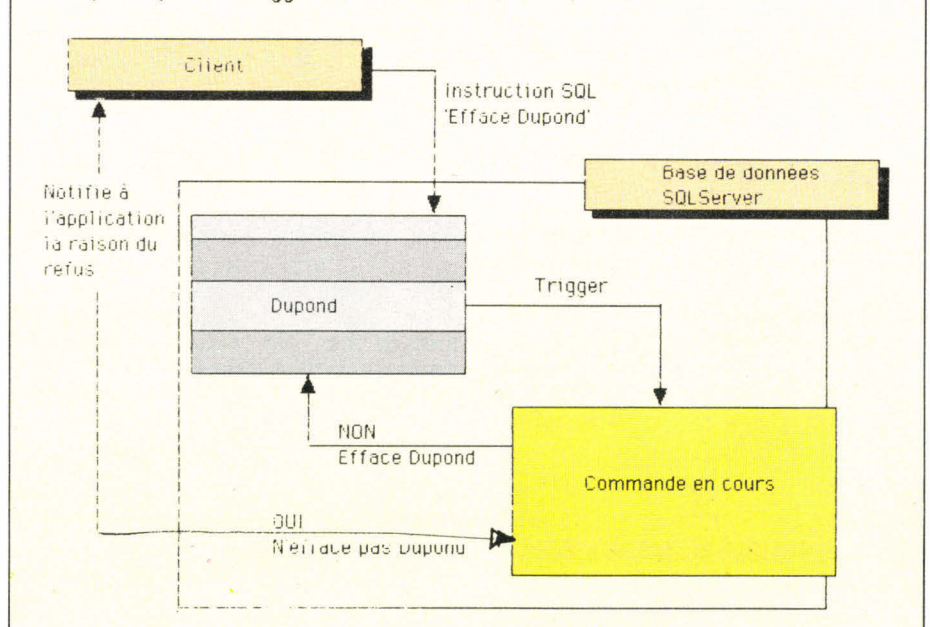 Client
Instruction SQL
'Efface Dupond'
Base de données
SQLServer
Notifie à
l'application
la raison du
refus
Dupond
Trigger
NON
Efface Dupond
Commande en cours
OUI
N'efface pas Dupond